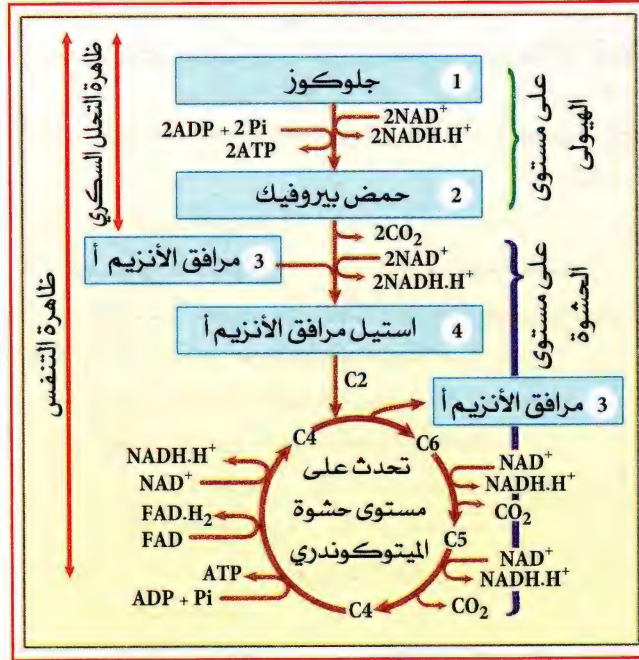 جلوكوز 1
2NAD⁺
2NADH.H⁺
2ADP + 2 Pi
2ATP
حمض بيروفيك 2
2CO₂
3 مرافق الأنزيم أ
2NAD⁺
2NADH.H⁺
استيل مرافق الأنزيم أ 4
C2
3 مرافق الأنزيم أ
C4
C6
NAD⁺
NADH.H⁺
CO₂
C5
NAD⁺
NADH.H⁺
CO₂
C4
ADP + Pi
ATP
FAD
FAD.H₂
NAD⁺
NADH.H⁺
تحدث على
مستوى حشوة
الميتوكوندري
على مستوى
الهيولى
على مستوى
الحشوة
ظاهرة التحلل السكري
ظاهرة التنفس